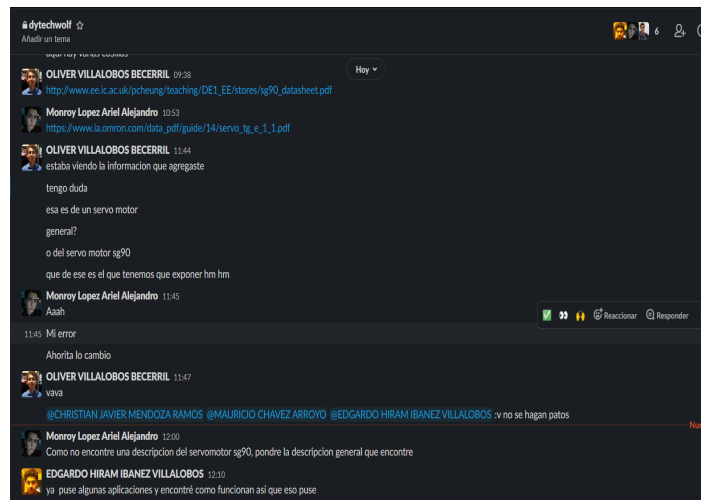 dytechwolf
6
Añadir un tema
aquí hay varias cosillas
Hoy
OLIVER VILLALOBOS BECERRIL 09:38
http://www.ee.ic.ac.uk/pcheung/teaching/DE1_EE/stores/sg90_datasheet.pdf
Monroy Lopez Ariel Alejandro 10:53
https://www.ia.omron.com/data_pdf/guide/14/servo_tg_e_1_1.pdf
OLIVER VILLALOBOS BECERRIL 11:44
estaba viendo la informacion que agregaste
tengo duda
esa es de un servo motor
general?
o del servo motor sg90
que de ese es el que tenemos que exponer hm hm
Monroy Lopez Ariel Alejandro 11:45
Aaah
Reaccionar Responder
11:45 Mi error
Ahorita lo cambio
OLIVER VILLALOBOS BECERRIL 11:47
vava
@CHRISTIAN JAVIER MENDOZA RAMOS @MAURICIO CHAVEZ ARROYO @EDGARDO HIRAM IBANEZ VILLALOBOS :v no se hagan patos
Monroy Lopez Ariel Alejandro 12:00
Como no encontre una descripcion del servomotor sg90, pondre la descripcion general que encontre
EDGARDO HIRAM IBANEZ VILLALOBOS 12:10
ya puse algunas aplicaciones y encontré como funcionan así que eso puse